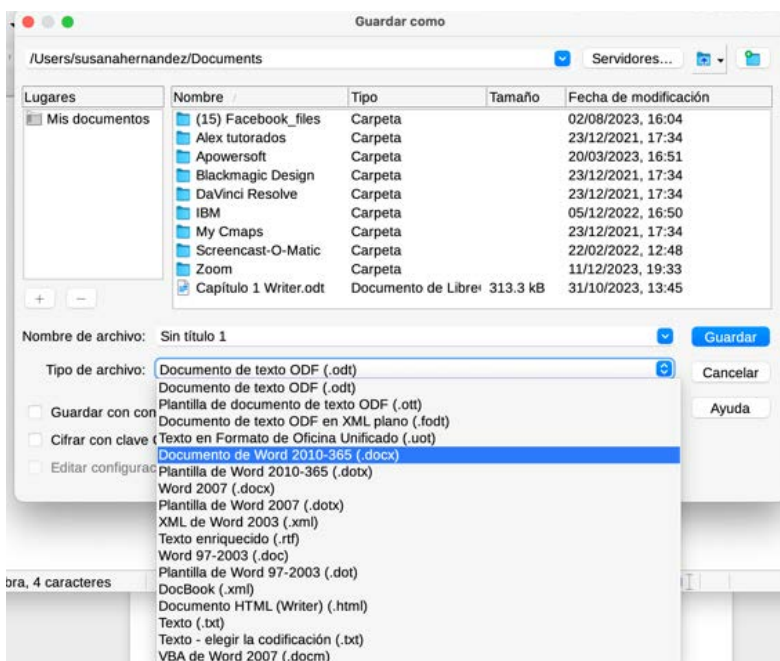 Guardar como
/Users/susanahernandez/Documents Servidores...
Lugares Nombre / Tipo Tamaño Fecha de modificación
Mis documentos (15) Facebook_files Carpeta 02/08/2023, 16:04
Alex tutorados Carpeta 23/12/2021, 17:34
Apowersoft Carpeta 20/03/2023, 16:51
Blackmagic Design Carpeta 23/12/2021, 17:34
DaVinci Resolve Carpeta 23/12/2021, 17:34
IBM Carpeta 05/12/2022, 16:50
My Cmaps Carpeta 23/12/2021, 17:34
Screencast-O-Matic Carpeta 22/02/2022, 12:48
Zoom Carpeta 11/12/2023, 19:33
Capítulo 1 Writer.odt Documento de Libre 313.3 kB 31/10/2023, 13:45
Nombre de archivo: Sin título 1 Guardar
Tipo de archivo: Documento de texto ODF (.odt) Cancelar
Documento de texto ODF (.odt)
Plantilla de documento de texto ODF (.ott)
Guardar con con Documento de texto ODF en XML plano (.fodt) Ayuda
Cifrar con clave Texto en Formato de Oficina Unificado (.uot)
Documento de Word 2010-365 (.docx)
Editar configurac Plantilla de Word 2010-365 (.dotx)
Word 2007 (.docx)
Plantilla de Word 2007 (.dotx)
XML de Word 2003 (.xml)
Texto enriquecido (.rtf)
Word 97-2003 (.doc)
Plantilla de Word 97-2003 (.dot)
bra, 4 caracteres DocBook (.xml)
Documento HTML (Writer) (.html)
Texto (.txt)
Texto - elegir la codificación (.txt)
VBA de Word 2007 (.docm)